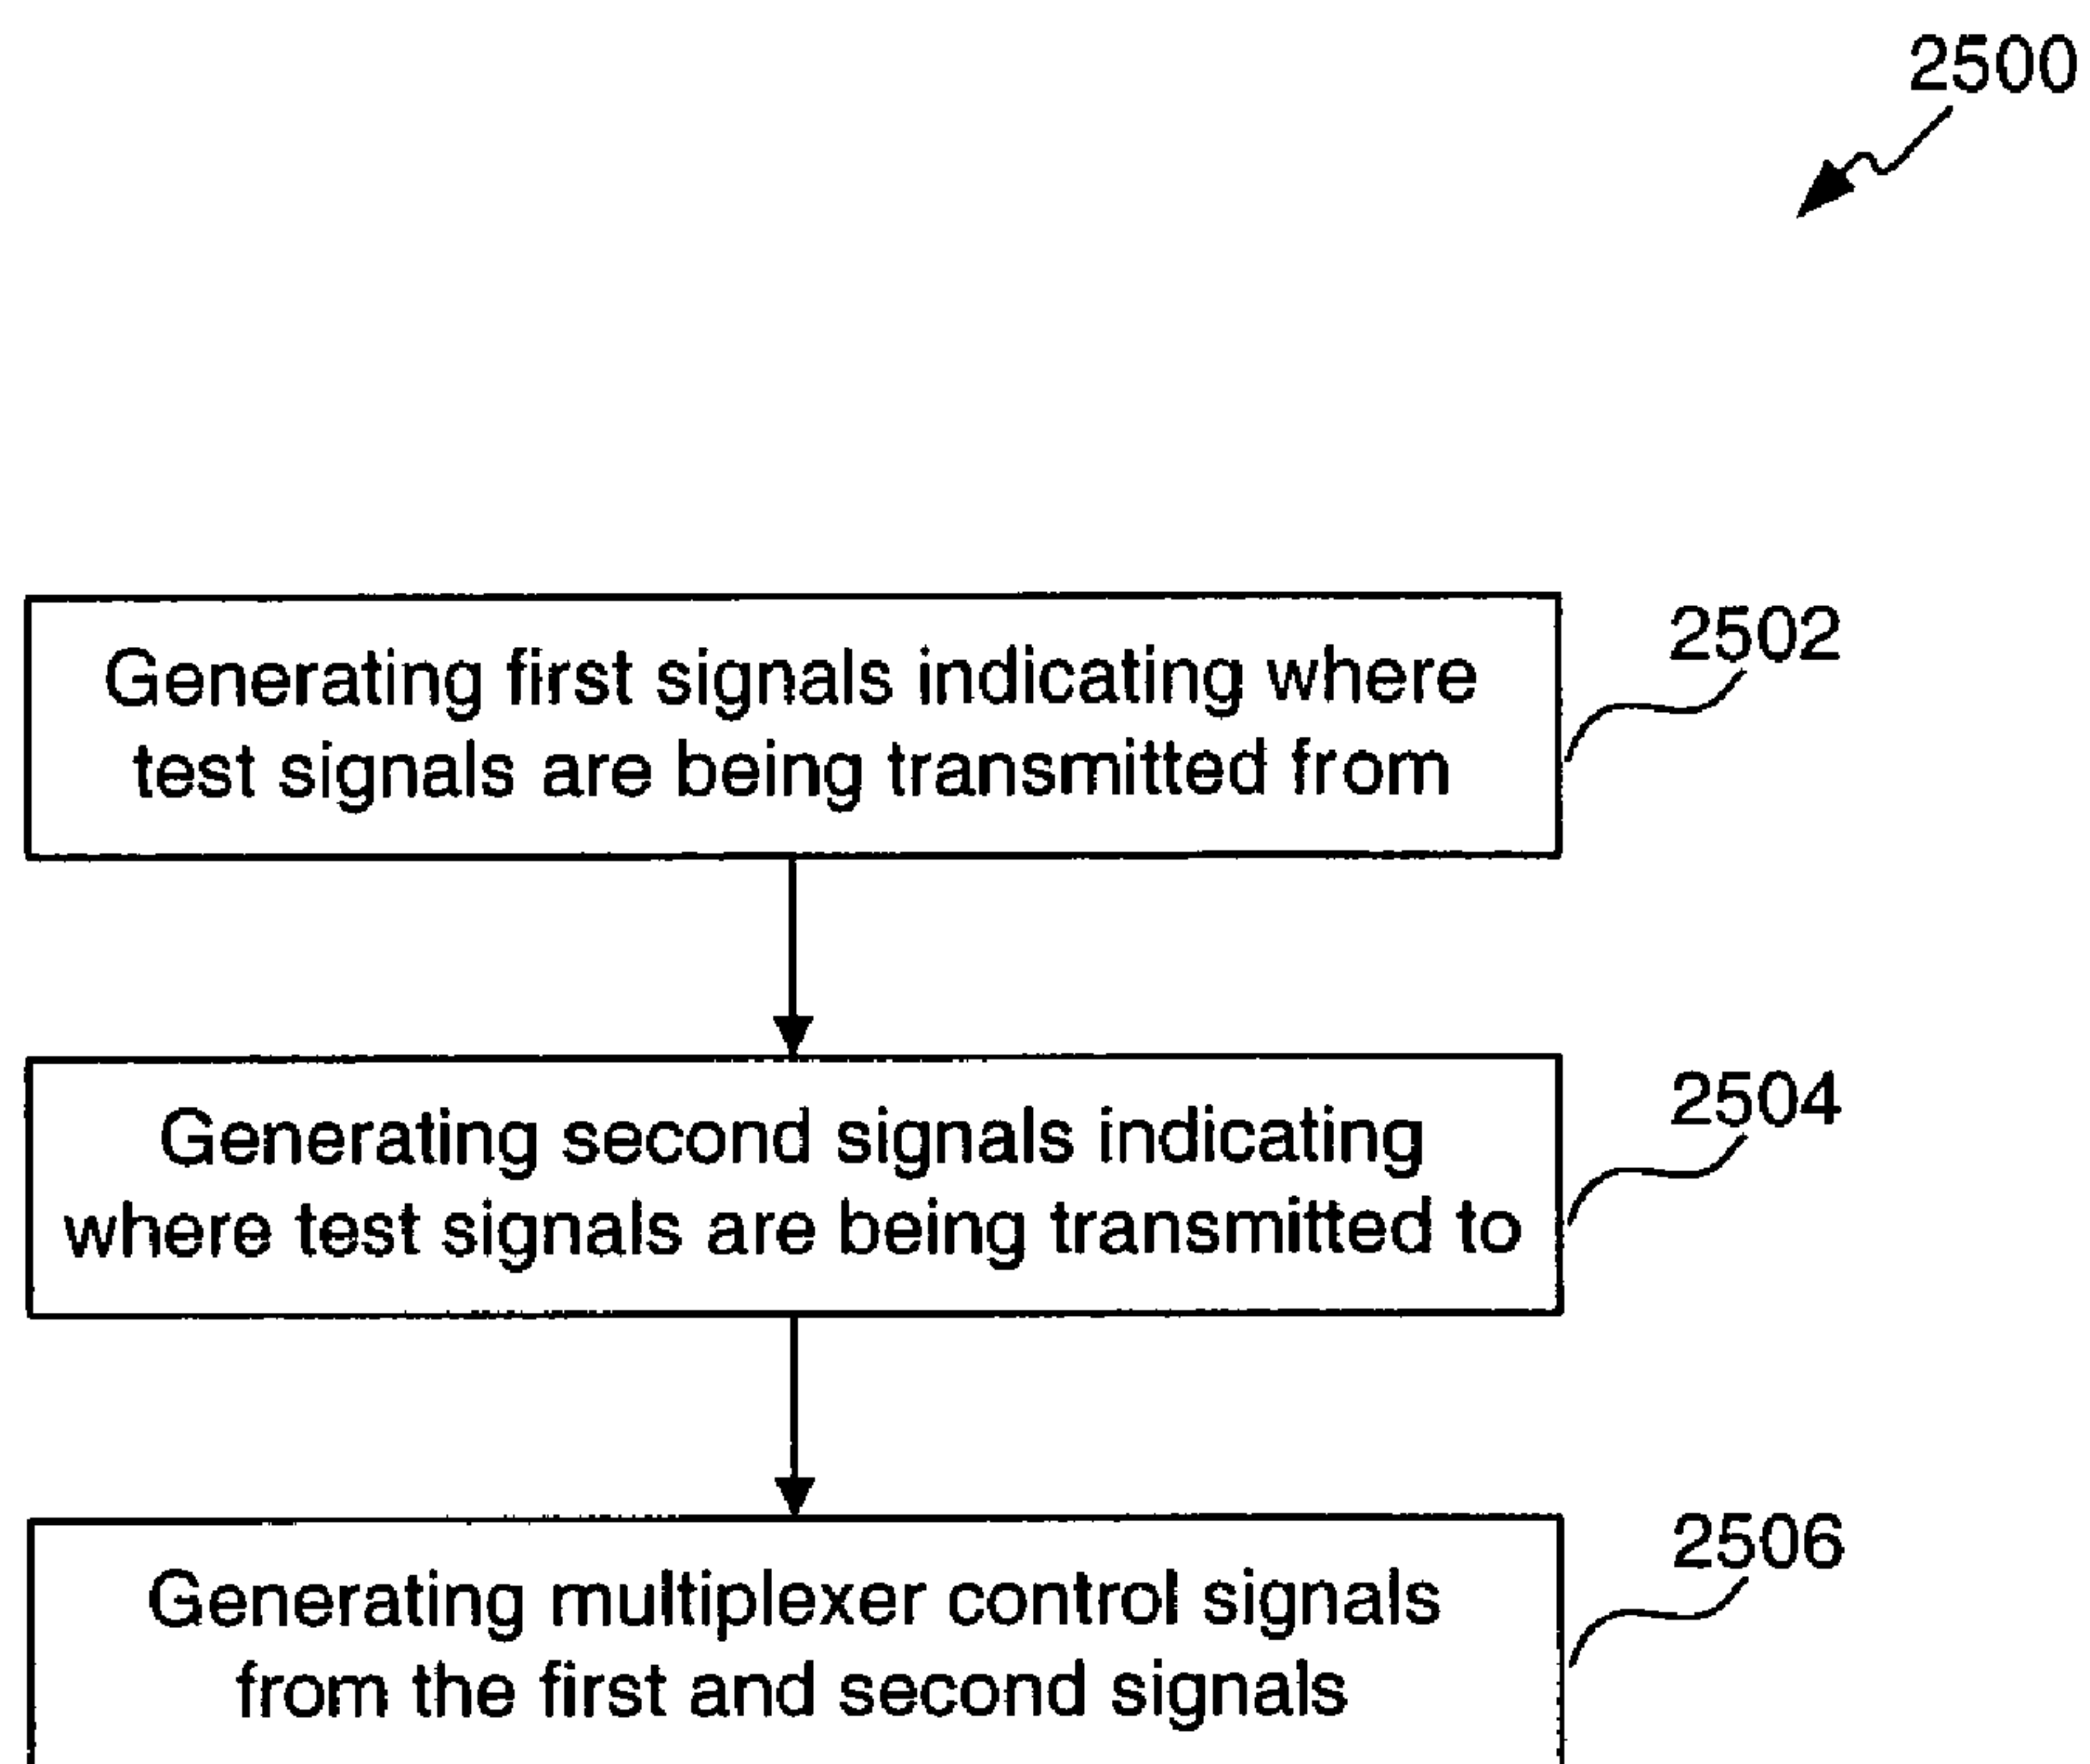 2500
Generating first signals indicating where
test signals are being transmitted from
2502
Generating second signals indicating
where test signals are being transmitted to
2504
Generating multiplexer control signals
from the first and second signals
2506